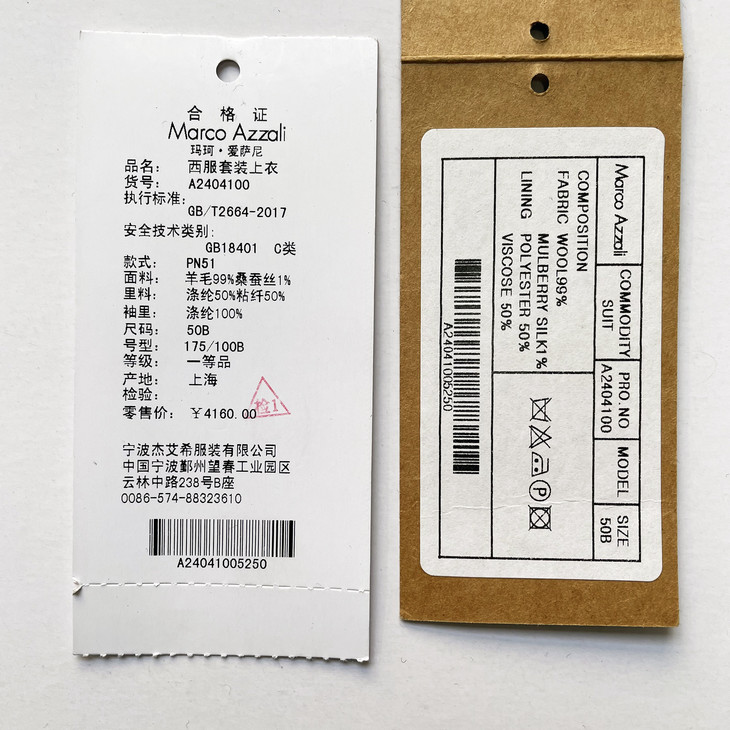 合格证
Marco Azzali
玛珂·爱萨尼
品名： 西服套装上衣
货号： A2404100
执行标准：
GB/T2664-2017
安全技术类别：
GB18401 C类
款式： PN51
面料： 羊毛99%桑蚕丝1%
里料： 涤纶50%粘纤50%
袖里： 涤纶100%
尺码： 50B
号型： 175/100B
等级： 一等品
产地： 上海
检验：
检1
零售价： ￥4160.00
宁波杰艾希服装有限公司
中国宁波鄞州望春工业园区
云林中路238号B座
0086-574-88323610
A24041005250
Marco Azzali
COMMODITY PRO.NO MODEL SIZE
SUIT A2404100 50B
COMPOSITION
FABRIC WOOL99%
MULBERRY SILK1%
LINING POLYESTER 50%
VISCOSE 50%
P
A24041005250